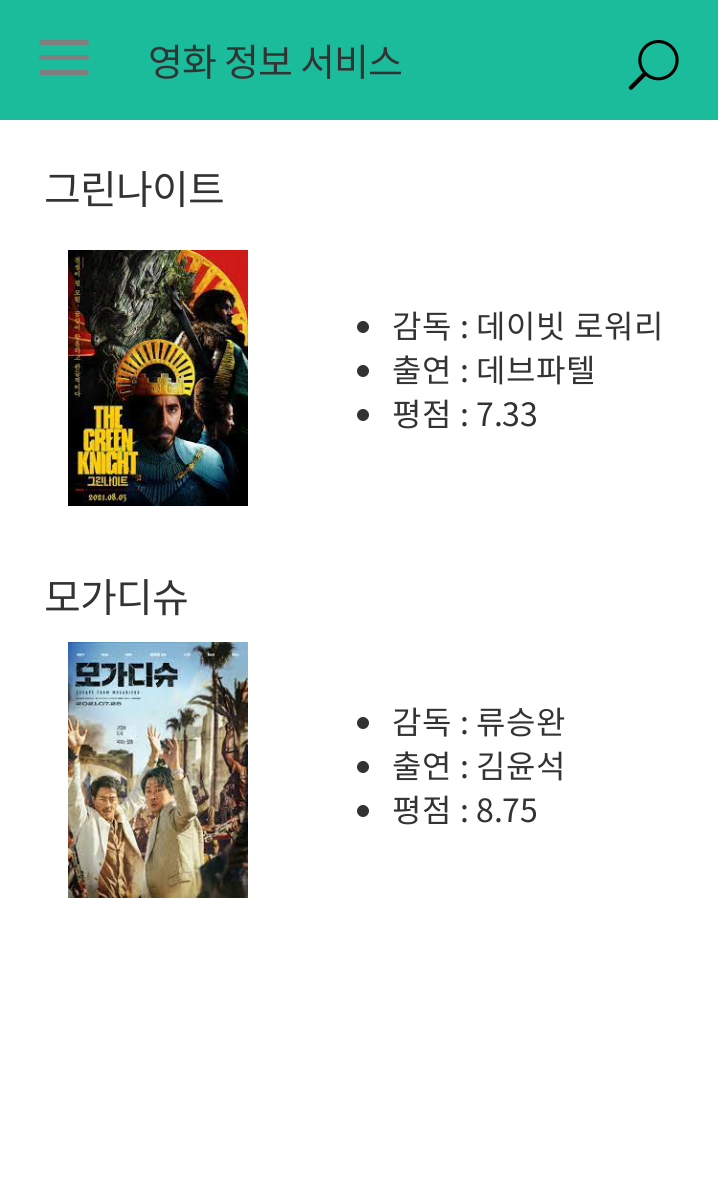 영화 정보 서비스
그린나이트
THE
GREEN
KNIGHT
그린나이트
2021.08.05
감독 : 데이빗 로워리
출연 : 데브파텔
평점 : 7.33
모가디슈
모가디슈
ESCAPE FROM MOGADISHU
2021.07.28
감독 : 류승완
출연 : 김윤석
평점 : 8.75